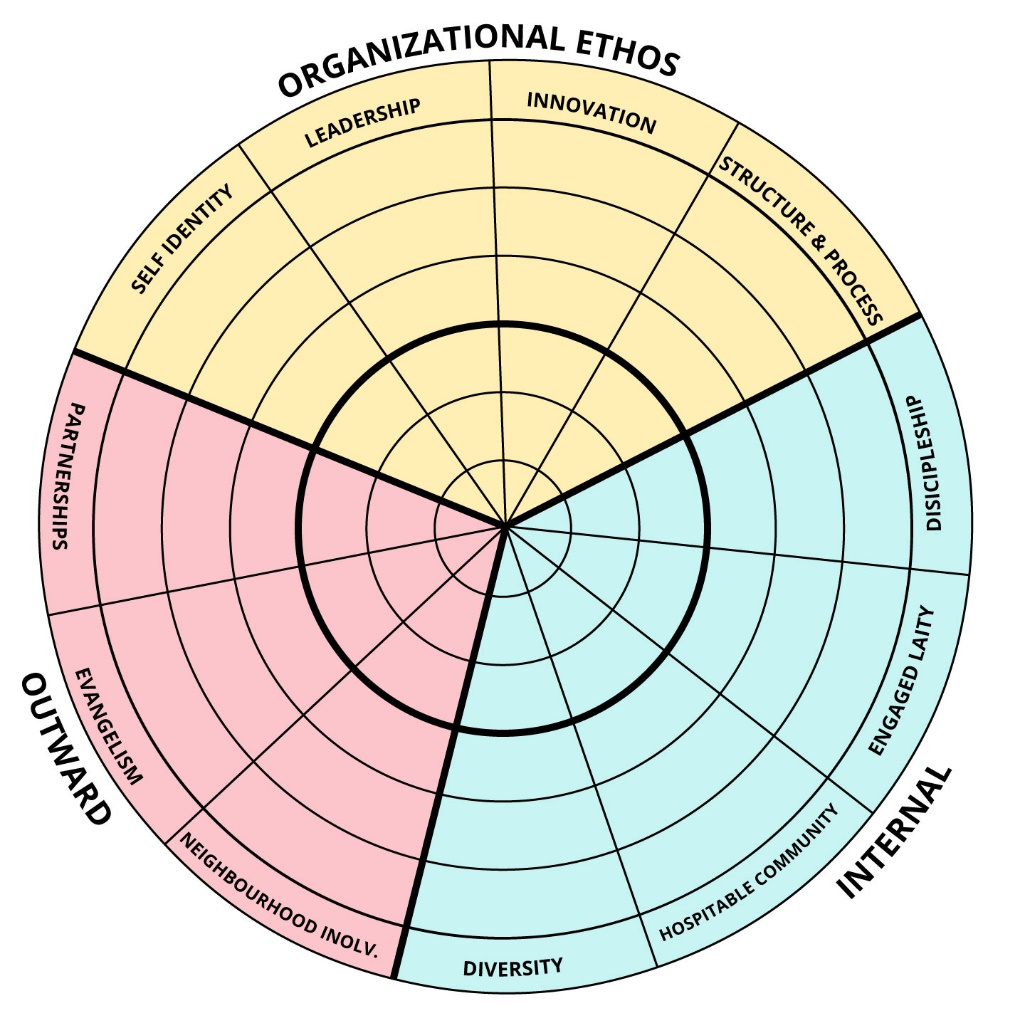 ORGANIZATIONAL ETHOS
SELF IDENTITY
LEADERSHIP
INNOVATION
STRUCTURE & PROCESS
INTERNAL
DISICIPLESHIP
ENGAGED LAITY
HOSPITABLE COMMUNITY
DIVERSITY
OUTWARD
NEIGHBOURHOOD INOLV.
EVANGELISM
PARTNERSHIPS